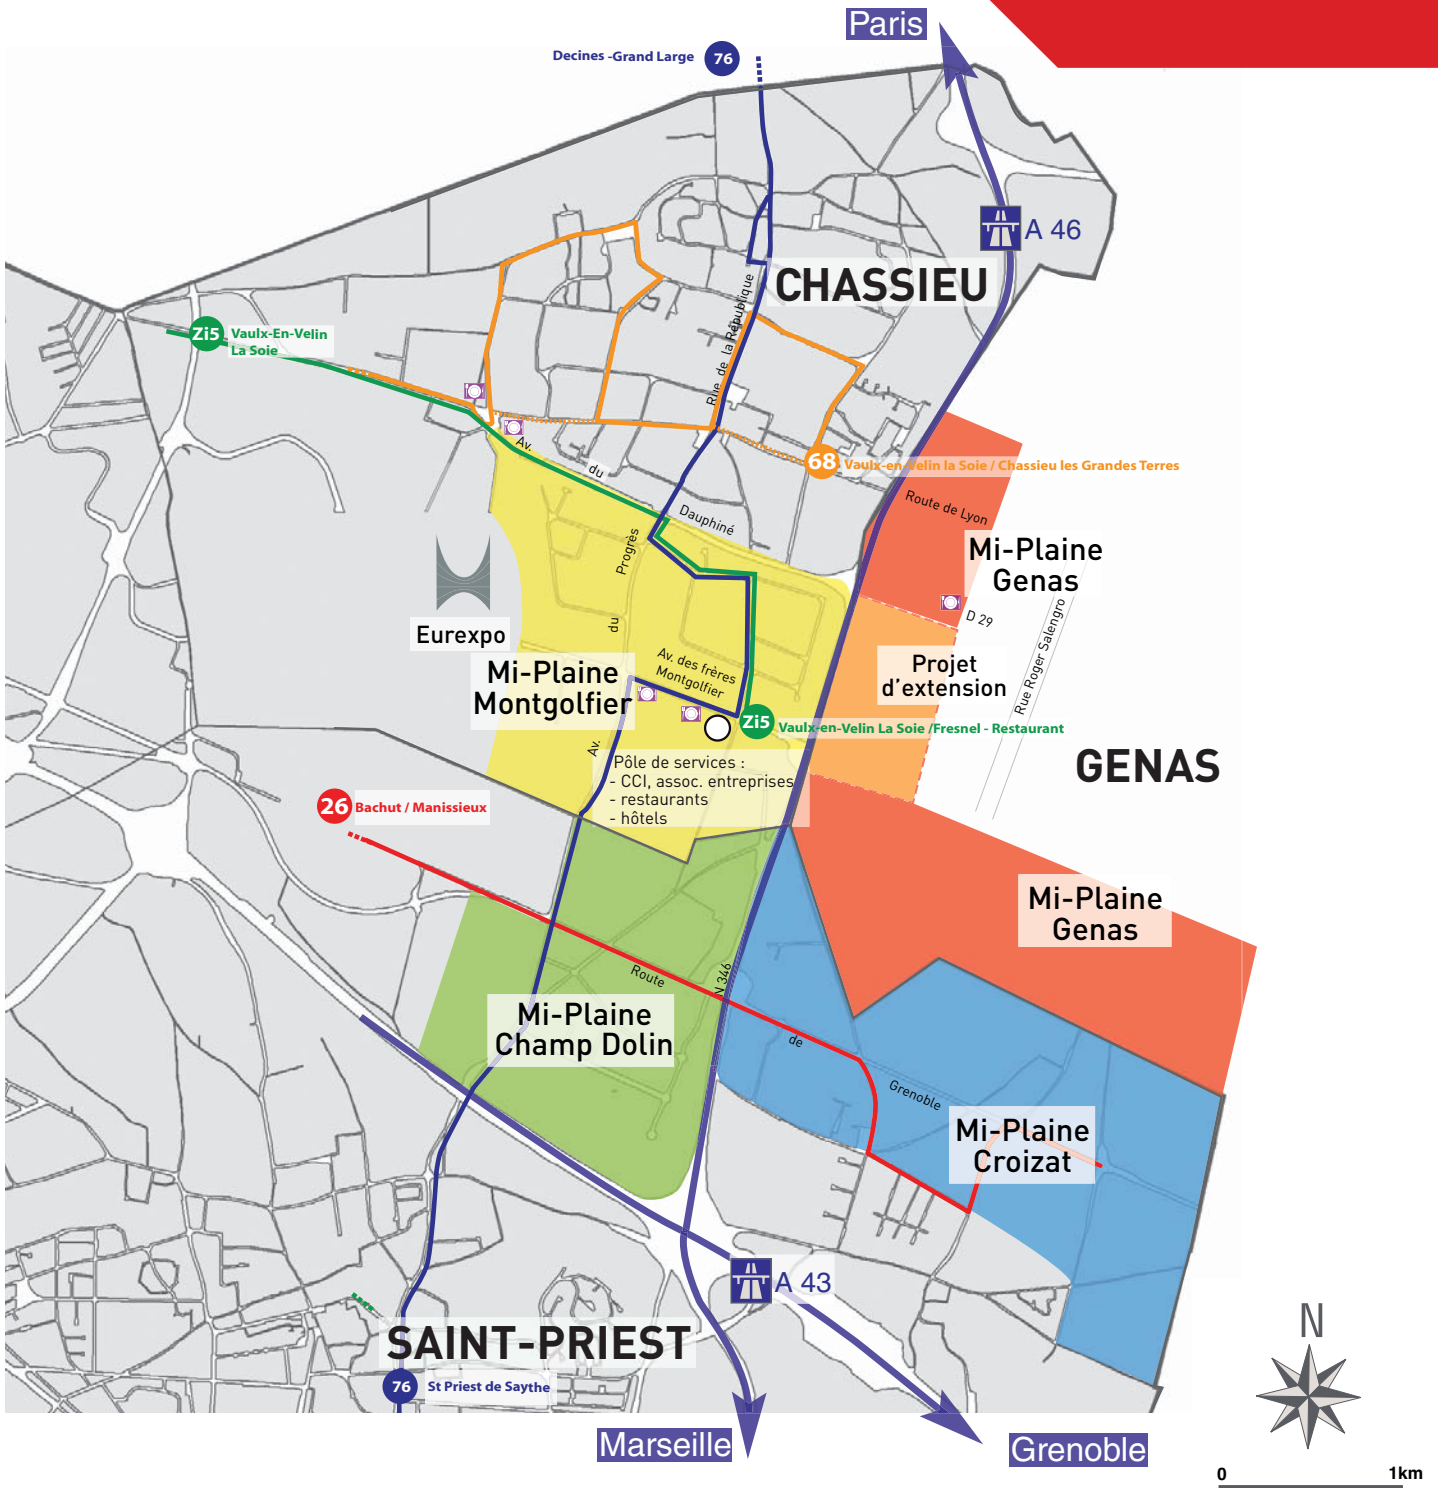 Paris
Decines -Grand Large
76
A 46
CHASSIEU
Zi5
Vaulx-En-Velin
La Soie
Rue de la République
68
Vaulx-en-Velin la Soie / Chassieu les Grandes Terres
Av.
du
Dauphiné
Route de Lyon
Mi-Plaine
Genas
Progrès
du
Av.
D 29
Rue Roger Salengro
Eurexpo
Mi-Plaine
Montgolfier
Av. des frères
Montgolfier
Projet
d'extension
Zi5
Vaulx-en-Velin La Soie /Fresnel - Restaurant
GENAS
Pôle de services :
- CCI, assoc. entreprises
- restaurants
- hôtels
26
Bachut / Manissieux
Mi-Plaine
Genas
Route
N 346
de
Grenoble
Mi-Plaine
Champ Dolin
Mi-Plaine
Croizat
A 43
SAINT-PRIEST
76
St Priest de Saythe
N
Marseille
Grenoble
0
1km